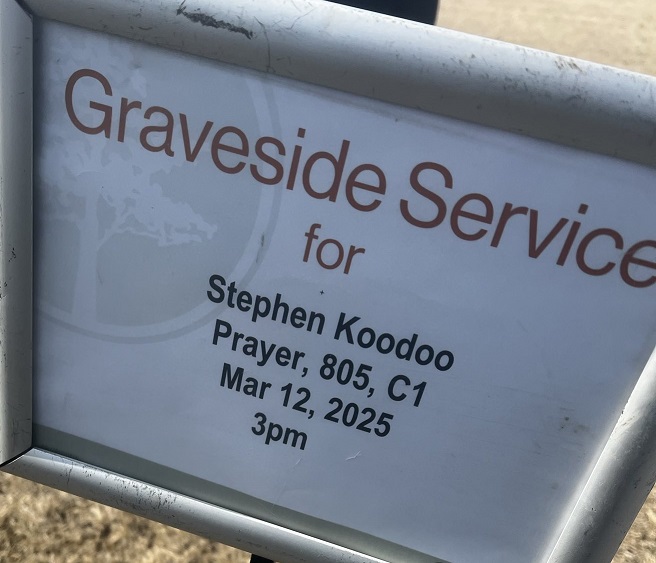 Graveside Service
for
Stephen Koodoo
Prayer, 805, C1
Mar 12, 2025
3pm